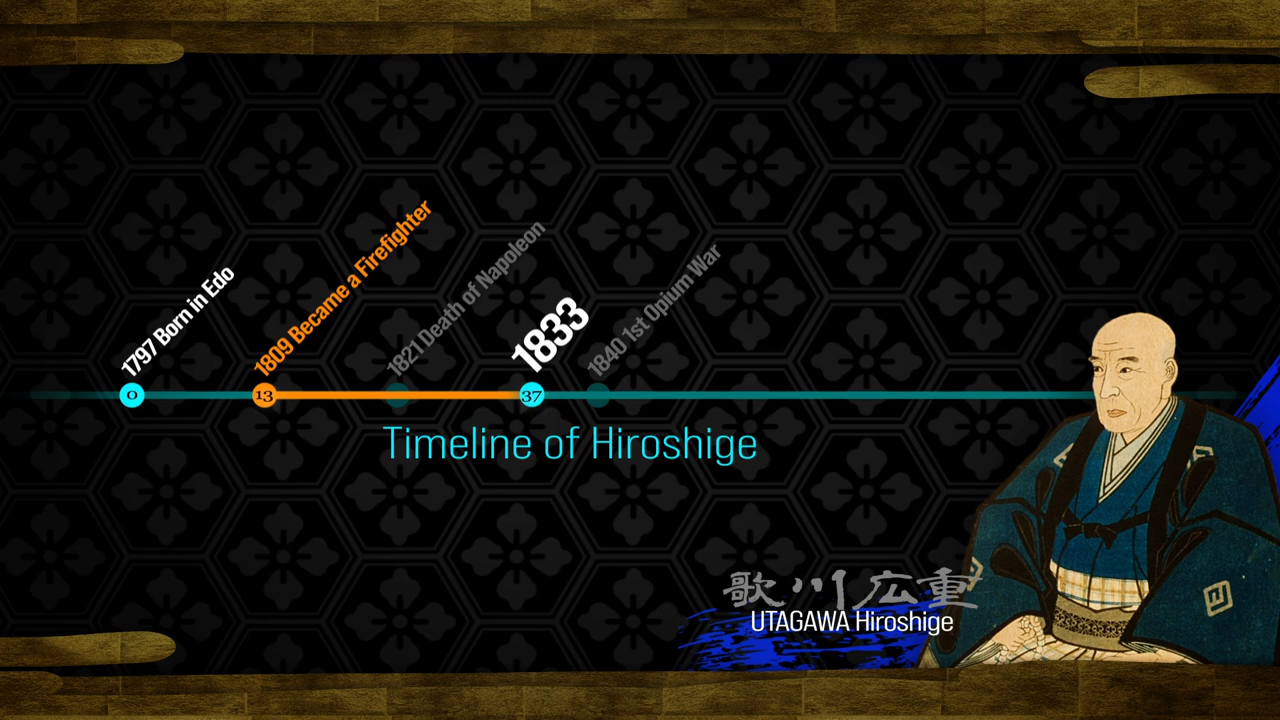 1797 Born in Edo
1809 Became a Firefighter
1821 Death of Napoleon
1833
1840 1st Opium War
0
13
37
Timeline of Hiroshige
歌川広重
UTAGAWA Hiroshige